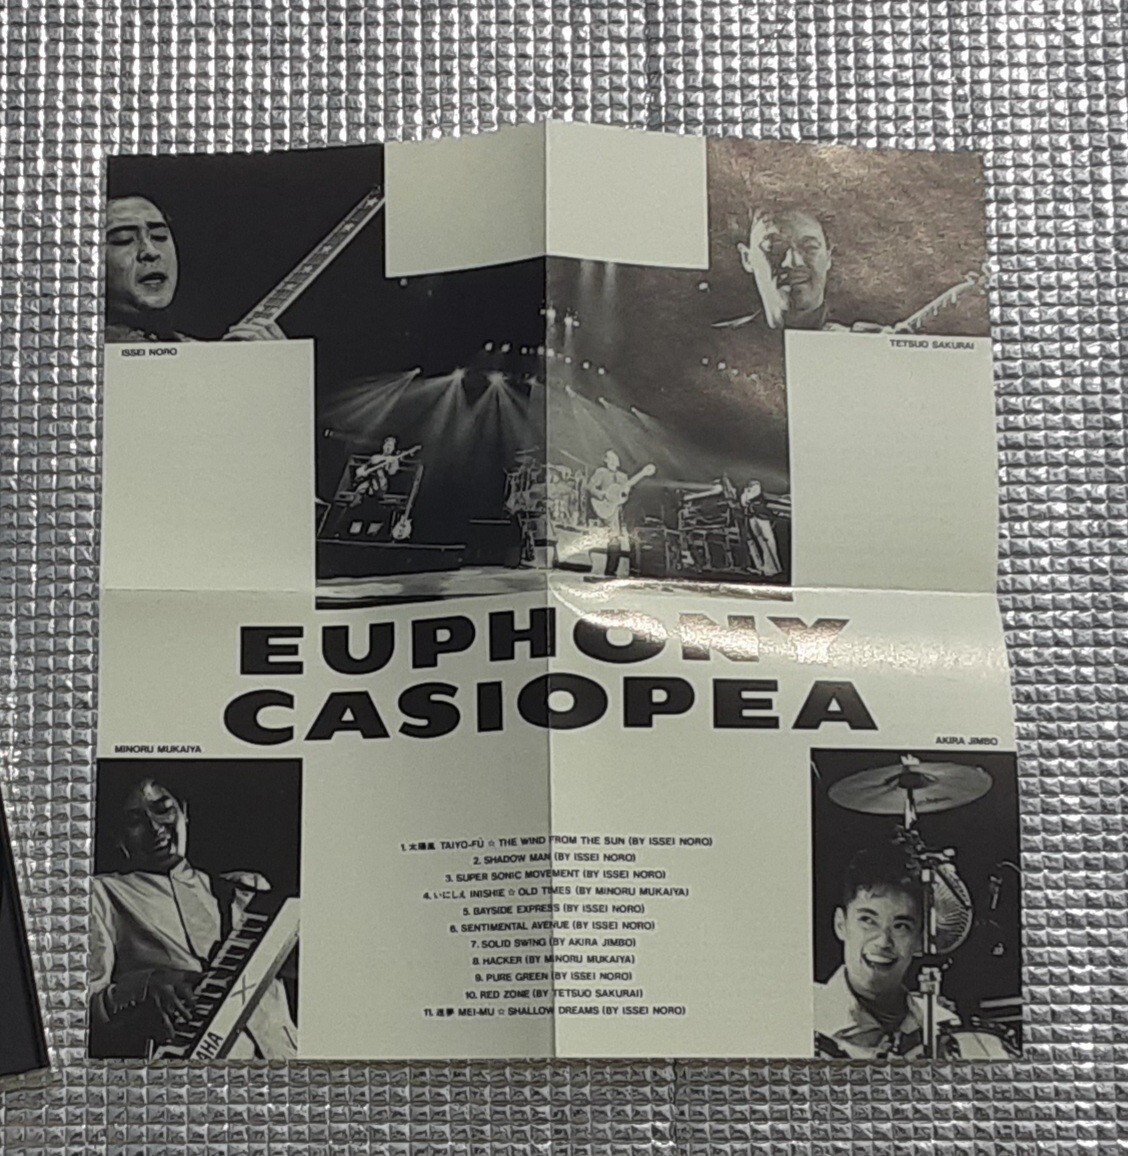 ISSEI NORO
TETSUO SAKURAI
EUPHONY
CASIOPEA
MINORU MUKAIYA
AKIRA JIMBO
1. 太陽風 TAIYO-FŪ ☆ THE WIND FROM THE SUN (BY ISSEI NORO)
2. SHADOW MAN (BY ISSEI NORO)
3. SUPER SONIC MOVEMENT (BY ISSEI NORO)
4. いにしえ INISHIE ☆ OLD TIMES (BY MINORU MUKAIYA)
5. BAYSIDE EXPRESS (BY ISSEI NORO)
6. SENTIMENTAL AVENUE (BY ISSEI NORO)
7. SOLID SWING (BY AKIRA JIMBO)
8. HACKER (BY MINORU MUKAIYA)
9. PURE GREEN (BY ISSEI NORO)
10. RED ZONE (BY TETSUO SAKURAI)
11. 迷夢 MEI-MU ☆ SHALLOW DREAMS (BY ISSEI NORO)
AHA